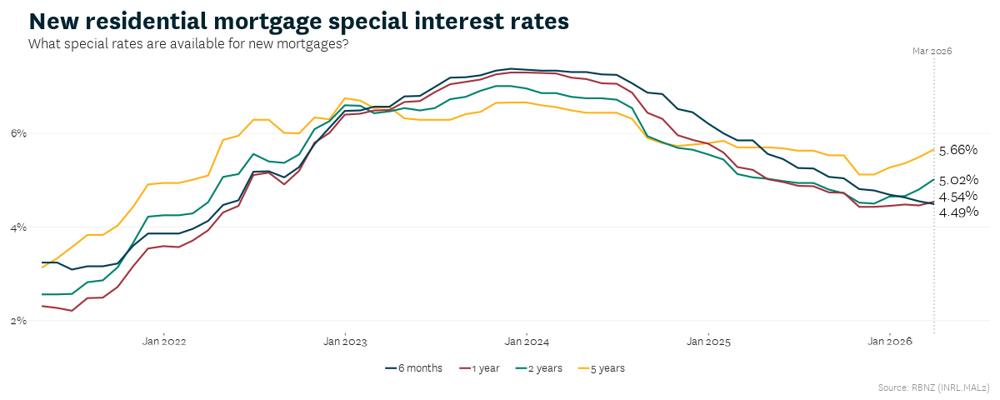 New residential mortgage special interest rates
What special rates are available for new mortgages?
Mar 2026
6%
5.66%
5.02%
4.54%
4.49%
4%
2%
Jan 2022 Jan 2023 Jan 2024 Jan 2025 Jan 2026
6 months 1 year 2 years 5 years
Source: RBNZ (INRL.MAL2)